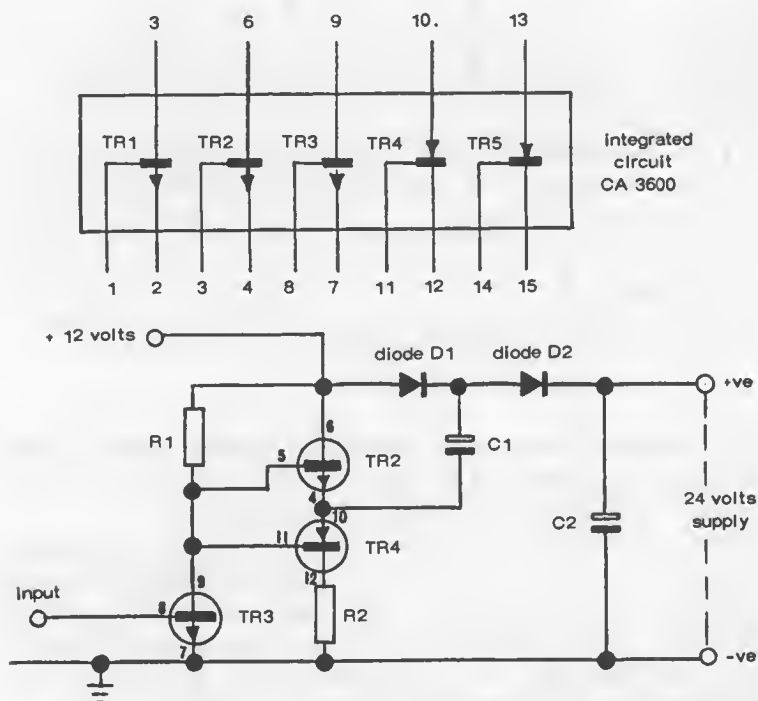 3 6 9 10. 13
TR1 TR2 TR3 TR4 TR5
integrated
circuit
CA 3600
1 2 3 4 8 7 11 12 14 15
+ 12 volts
diode D1 diode D2
+ve
R1
6
5
TR2
4
C1
10
11
TR4
12
C2
24 volts
supply
input
9
8
TR3
7
R2
-ve